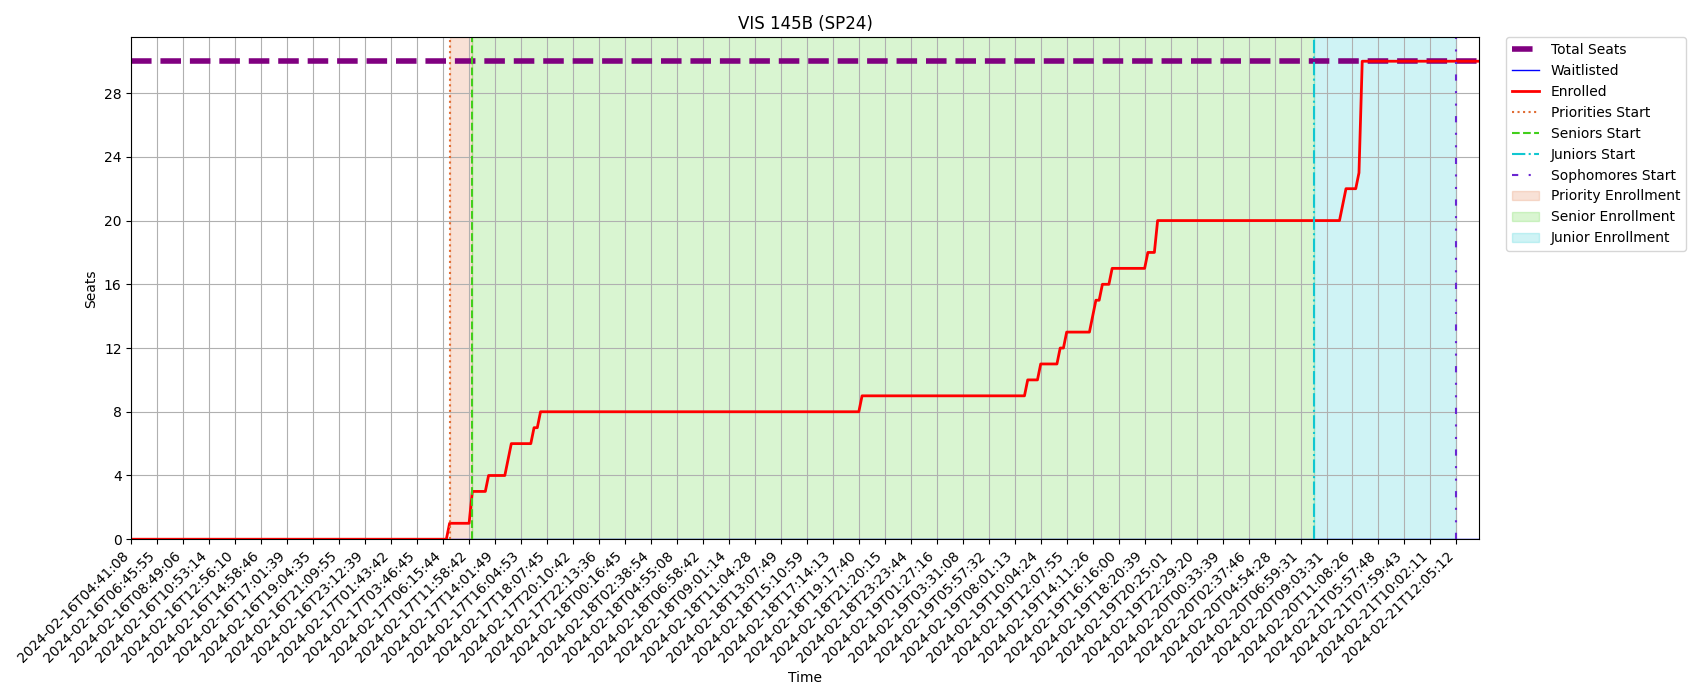 VIS 145B (SP24)
Seats
28
24
20
16
12
8
4
0
2024-02-16T04:41:08
2024-02-16T06:45:55
2024-02-16T08:49:06
2024-02-16T10:53:14
2024-02-16T12:56:10
2024-02-16T14:58:46
2024-02-16T17:01:39
2024-02-16T19:04:35
2024-02-16T21:09:55
2024-02-16T23:12:39
2024-02-17T01:43:42
2024-02-17T03:46:45
2024-02-17T06:15:44
2024-02-17T11:58:42
2024-02-17T14:01:49
2024-02-17T16:04:53
2024-02-17T18:07:45
2024-02-17T20:10:42
2024-02-17T22:13:36
2024-02-18T00:16:45
2024-02-18T02:38:54
2024-02-18T04:55:08
2024-02-18T06:58:42
2024-02-18T09:01:14
2024-02-18T11:04:28
2024-02-18T13:07:49
2024-02-18T15:10:59
2024-02-18T17:14:13
2024-02-18T19:17:40
2024-02-18T21:20:15
2024-02-18T23:23:44
2024-02-19T01:27:16
2024-02-19T03:31:08
2024-02-19T05:57:32
2024-02-19T08:01:13
2024-02-19T10:04:24
2024-02-19T12:07:55
2024-02-19T14:11:26
2024-02-19T16:16:00
2024-02-19T18:20:39
2024-02-19T20:25:01
2024-02-19T22:29:20
2024-02-20T00:33:39
2024-02-20T02:37:46
2024-02-20T04:54:28
2024-02-20T06:59:31
2024-02-20T09:03:31
2024-02-20T11:08:26
2024-02-21T05:57:48
2024-02-21T07:59:43
2024-02-21T10:02:11
2024-02-21T12:05:12
Time
Total Seats
Waitlisted
Enrolled
Priorities Start
Seniors Start
Juniors Start
Sophomores Start
Priority Enrollment
Senior Enrollment
Junior Enrollment